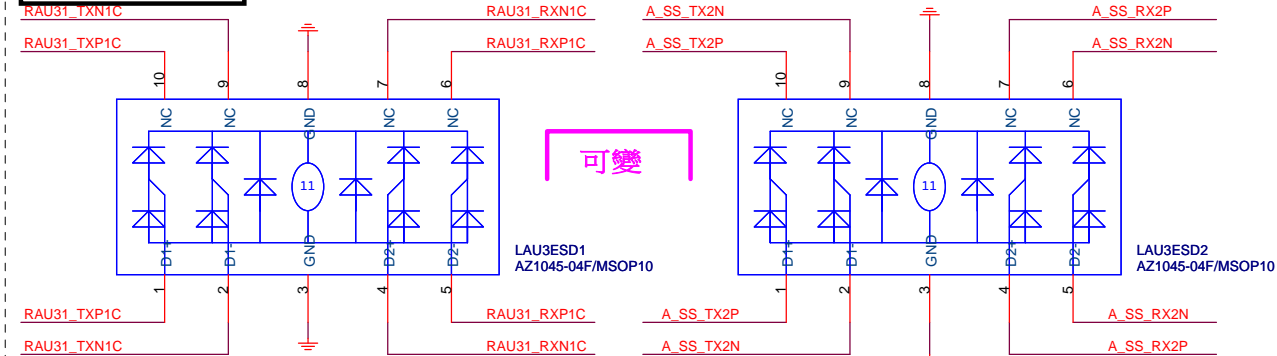 RAU31_TXN1C
RAU31_RXN1C
A_SS_TX2N
A_SS_RX2P
RAU31_TXP1C
RAU31_RXP1C
A_SS_TX2P
A_SS_RX2N
10 9 8 7 6
10 9 8 7 6
NC NC GND NC NC
NC NC GND NC NC
可變
11
11
D1+ D1- GND D2+ D2-
D1+ D1- GND D2+ D2-
LAU3ESD1
AZ1045-04F/MSOP10
LAU3ESD2
AZ1045-04F/MSOP10
1 2 3 4 5
1 2 3 4 5
RAU31_TXP1C
RAU31_RXP1C
A_SS_TX2P
A_SS_RX2N
RAU31_TXN1C
RAU31_RXN1C
A_SS_TX2N
A_SS_RX2P